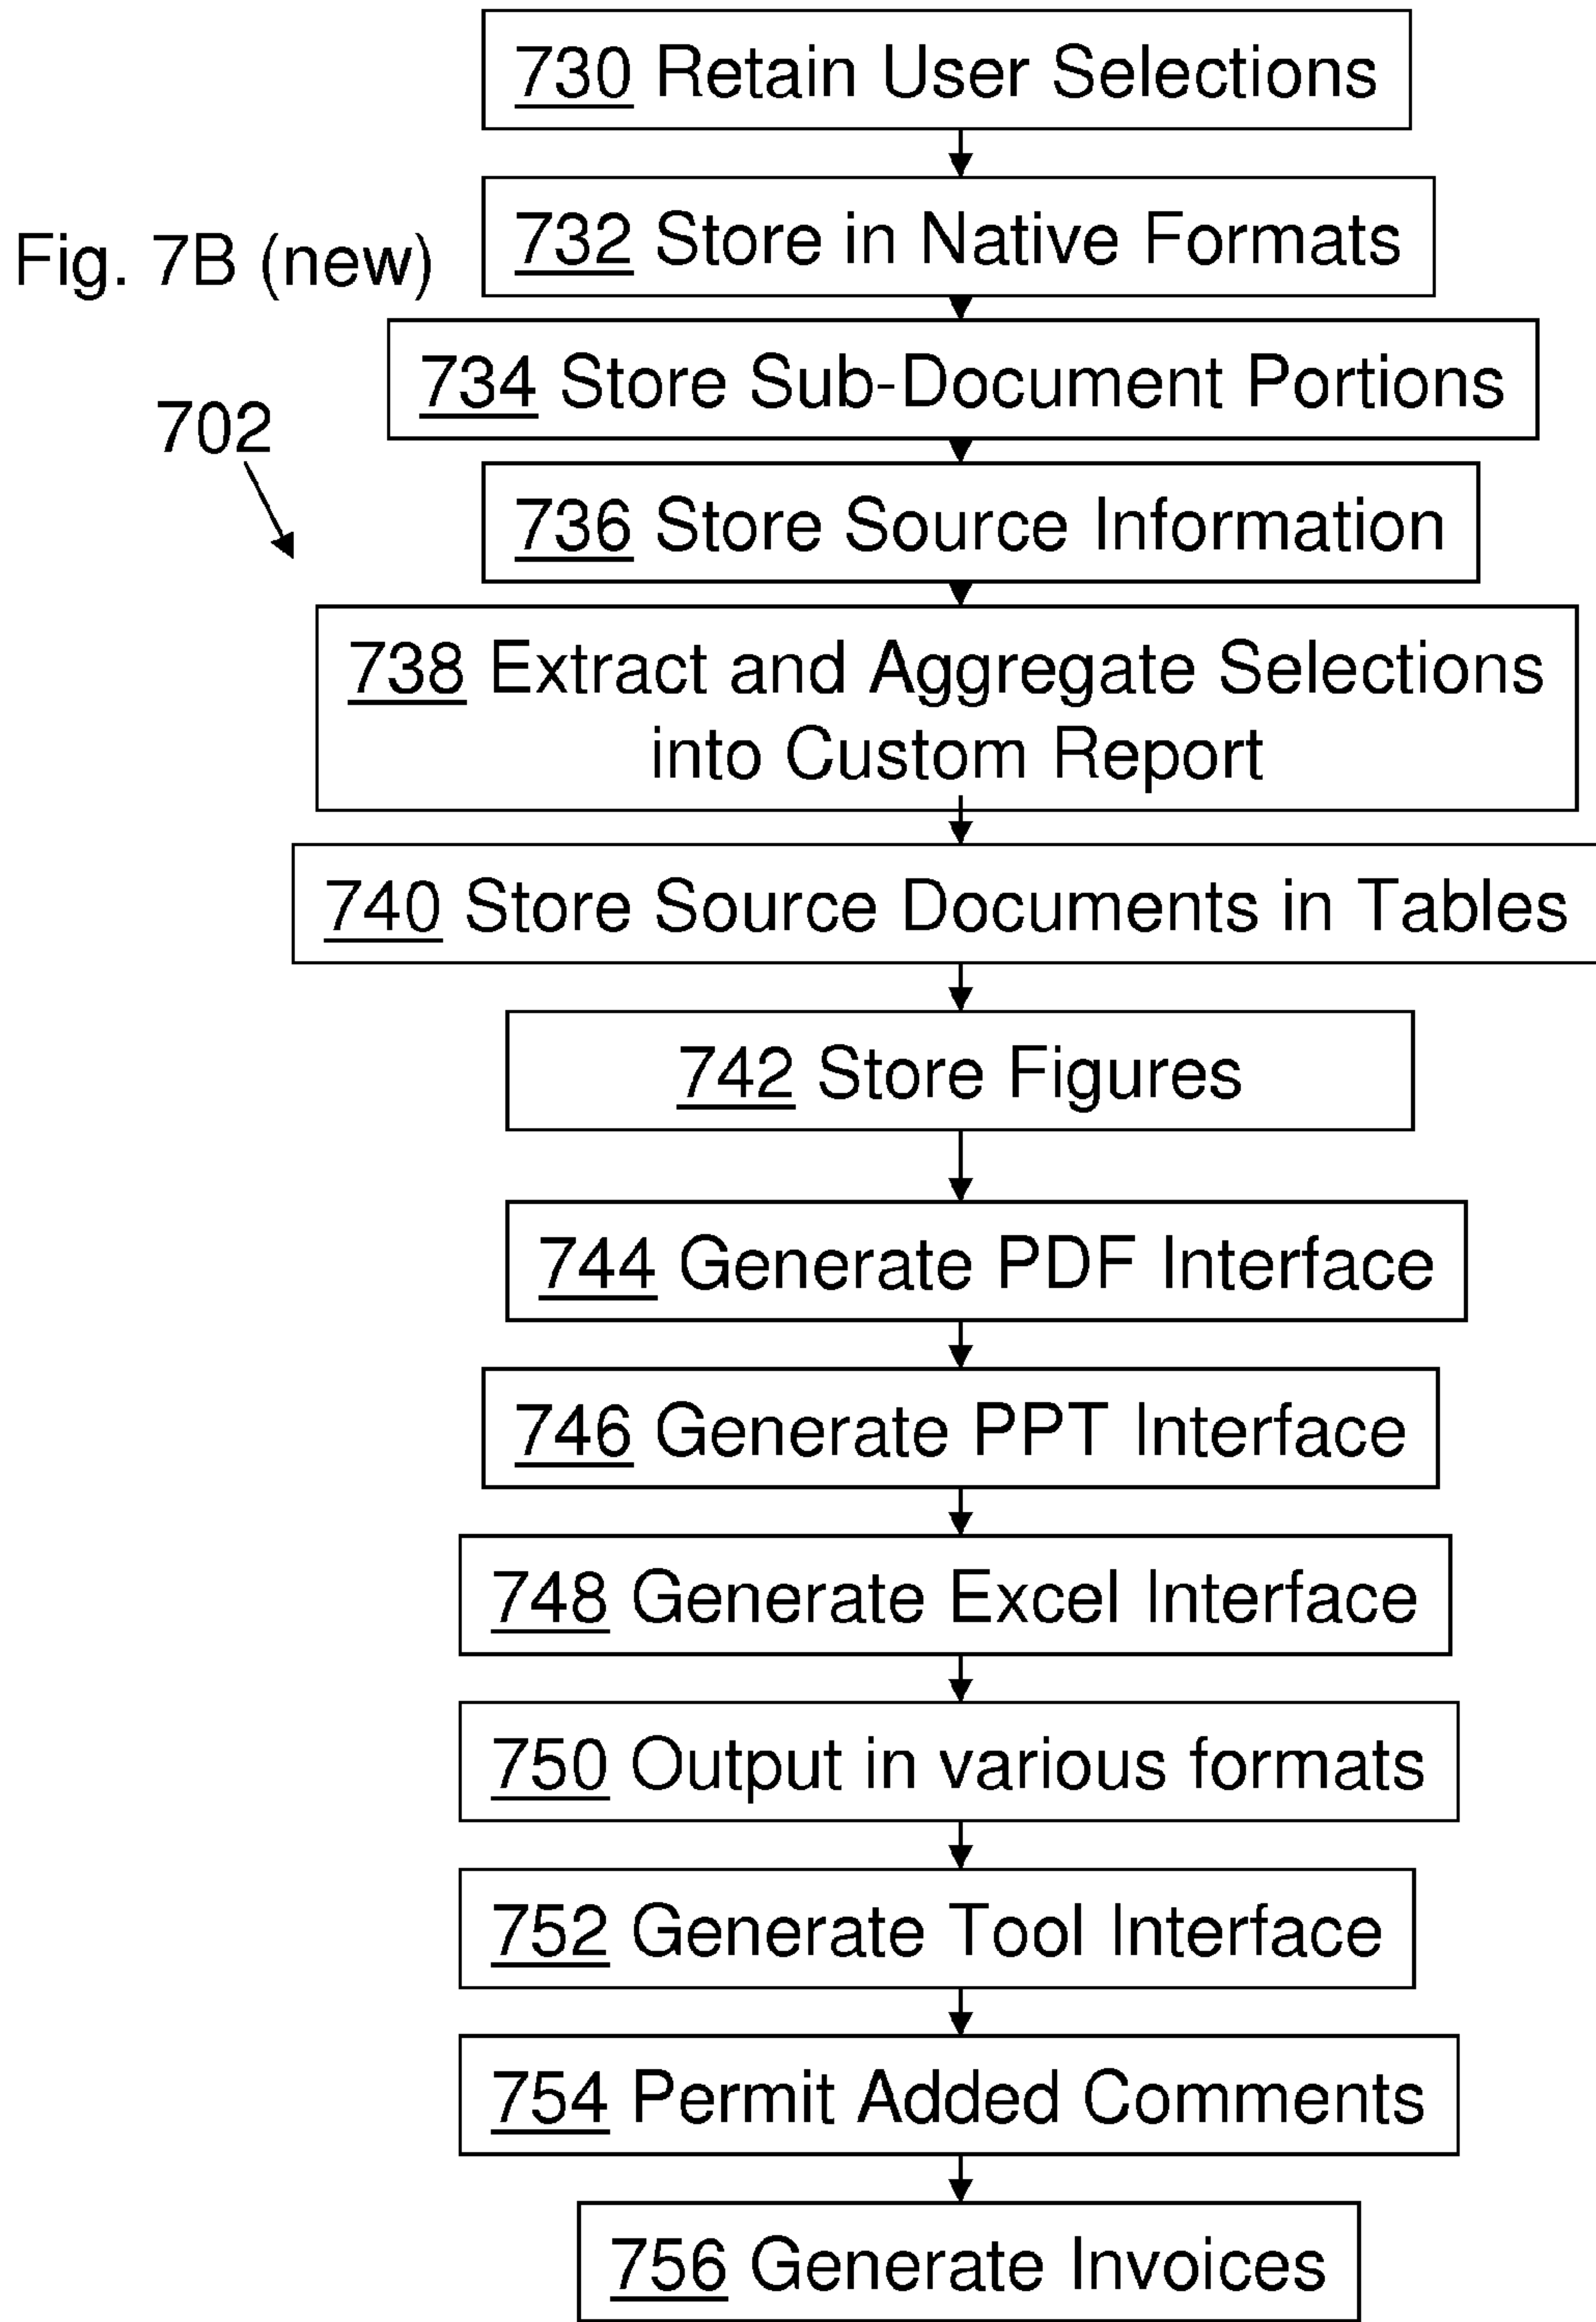 730 Retain User Selections
Fig. 7B (new)
732 Store in Native Formats
734 Store Sub-Document Portions
702
736 Store Source Information
738 Extract and Aggregate Selections
into Custom Report
740 Store Source Documents in Tables
742 Store Figures
744 Generate PDF Interface
746 Generate PPT Interface
748 Generate Excel Interface
750 Output in various formats
752 Generate Tool Interface
754 Permit Added Comments
756 Generate Invoices